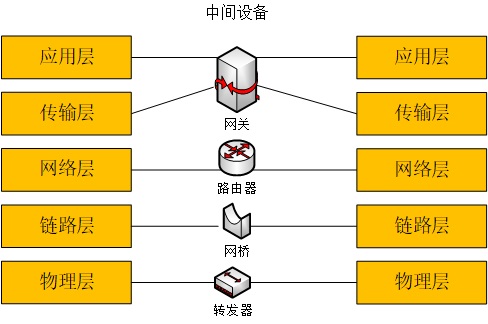 中间设备
应用层 应用层
传输层 传输层
网关
网络层 网络层
路由器
链路层 链路层
网桥
物理层 物理层
转发器